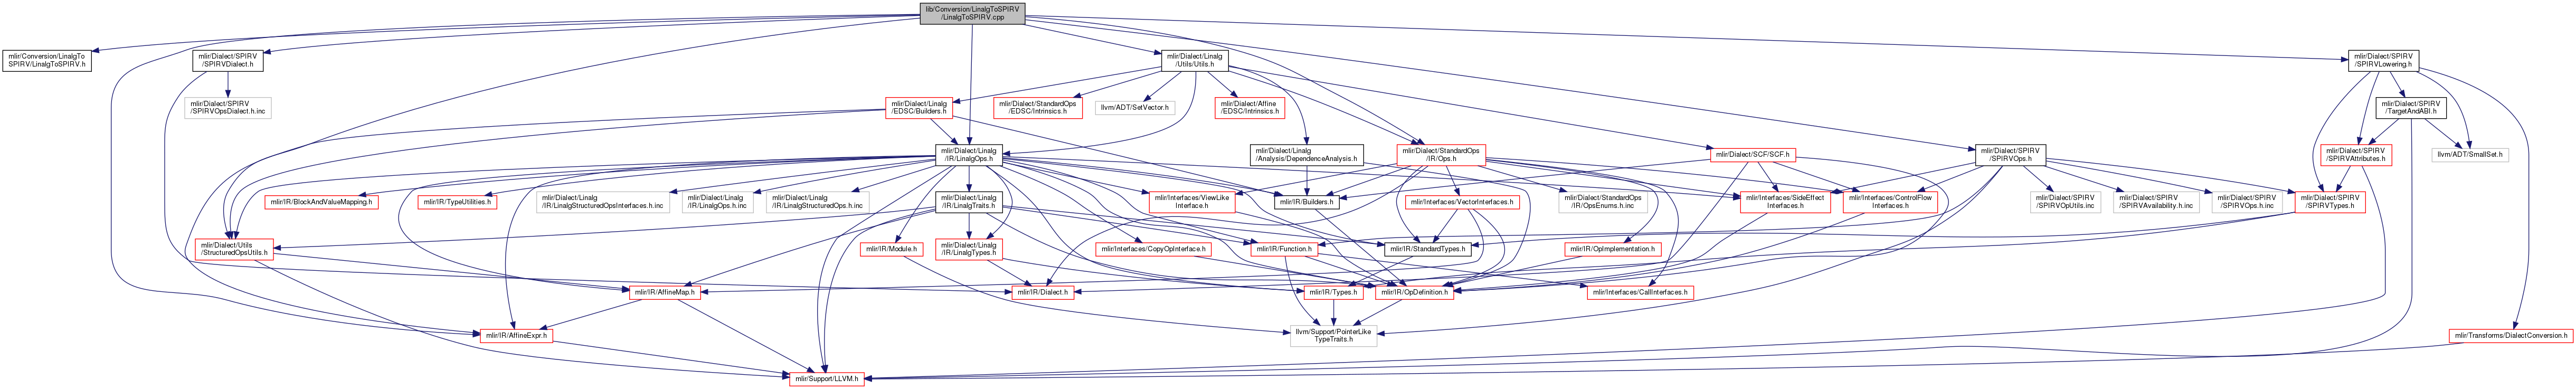 lib/Conversion/LinalgToSPIRV
/LinalgToSPIRV.cpp
mlir/Conversion/LinalgTo
SPIRV/LinalgToSPIRV.h
mlir/Dialect/SPIRV
/SPIRVDialect.h
mlir/Dialect/Linalg
/Utils/Utils.h
mlir/Dialect/SPIRV
/SPIRVLowering.h
mlir/Dialect/SPIRV
/SPIRVOpsDialect.h.inc
mlir/Dialect/Linalg
/EDSC/Builders.h
mlir/Dialect/StandardOps
/EDSC/Intrinsics.h
llvm/ADT/SetVector.h
mlir/Dialect/Affine
/EDSC/Intrinsics.h
mlir/Dialect/SPIRV
/TargetAndABI.h
mlir/Dialect/Linalg
/IR/LinalgOps.h
mlir/Dialect/Linalg
/Analysis/DependenceAnalysis.h
mlir/Dialect/StandardOps
/IR/Ops.h
mlir/Dialect/SCF/SCF.h
mlir/Dialect/SPIRV
/SPIRVOps.h
mlir/Dialect/SPIRV
/SPIRVAttributes.h
llvm/ADT/SmallSet.h
mlir/IR/BlockAndValueMapping.h
mlir/IR/TypeUtilities.h
mlir/Dialect/Linalg
/IR/LinalgStructuredOpsInterfaces.h.inc
mlir/Dialect/Linalg
/IR/LinalgOps.h.inc
mlir/Dialect/Linalg
/IR/LinalgStructuredOps.h.inc
mlir/Dialect/Linalg
/IR/LinalgTraits.h
mlir/Interfaces/ViewLike
Interface.h
mlir/IR/Builders.h
mlir/Interfaces/VectorInterfaces.h
mlir/Dialect/StandardOps
/IR/OpsEnums.h.inc
mlir/Interfaces/SideEffect
Interfaces.h
mlir/Interfaces/ControlFlow
Interfaces.h
mlir/Dialect/SPIRV
/SPIRVOpUtils.inc
mlir/Dialect/SPIRV
/SPIRVAvailability.h.inc
mlir/Dialect/SPIRV
/SPIRVOps.h.inc
mlir/Dialect/SPIRV
/SPIRVTypes.h
mlir/Dialect/Utils
/StructuredOpsUtils.h
mlir/IR/Module.h
mlir/Dialect/Linalg
/IR/LinalgTypes.h
mlir/Interfaces/CopyOpInterface.h
mlir/IR/Function.h
mlir/IR/StandardTypes.h
mlir/IR/OpImplementation.h
mlir/IR/AffineMap.h
mlir/IR/Dialect.h
mlir/IR/Types.h
mlir/IR/OpDefinition.h
mlir/Interfaces/CallInterfaces.h
mlir/IR/AffineExpr.h
llvm/Support/PointerLike
TypeTraits.h
mlir/Transforms/DialectConversion.h
mlir/Support/LLVM.h